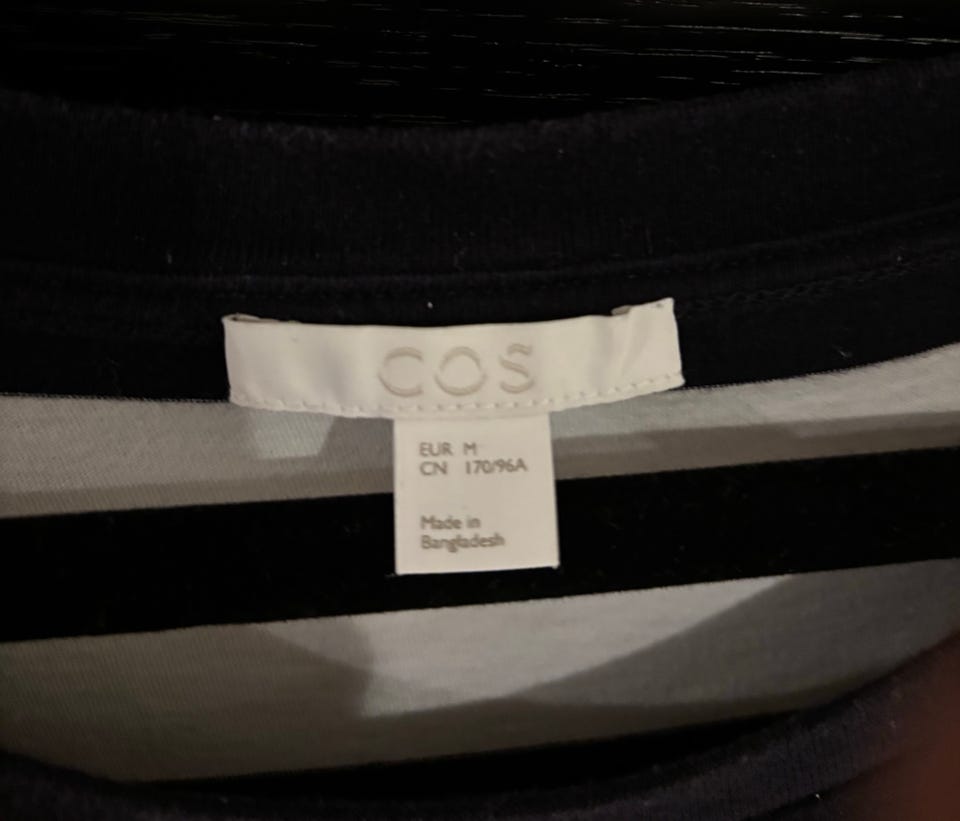 COS
EUR M
CN 170/96A
Made in
Bangladesh